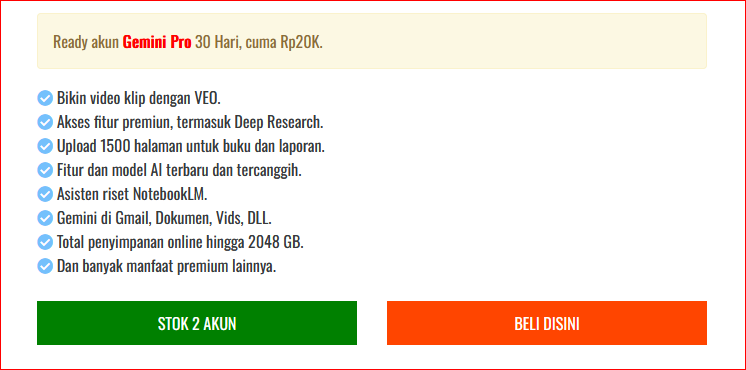 Ready akun Gemini Pro 30 Hari, cuma Rp20K.
Bikin video klip dengan VEO.
Akses fitur premiun, termasuk Deep Research.
Upload 1500 halaman untuk buku dan laporan.
Fitur dan model AI terbaru dan tercanggih.
Asisten riset NotebookLM.
Gemini di Gmail, Dokumen, Vids, DLL.
Total penyimpanan online hingga 2048 GB.
Dan banyak manfaat premium lainnya.
STOK 2 AKUN
BELI DISINI